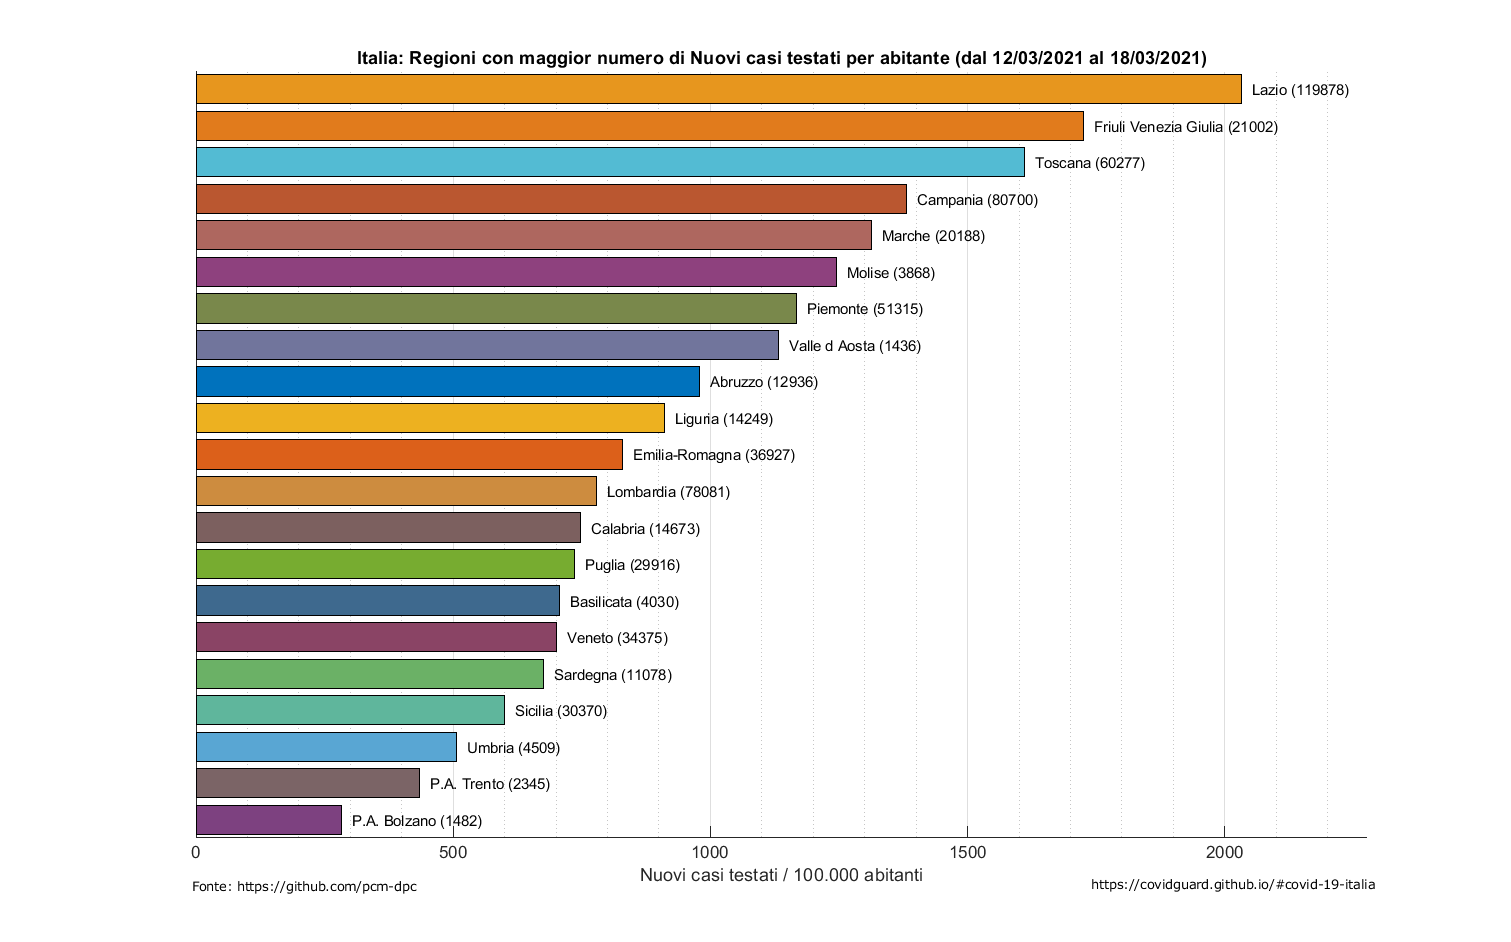 Italia: Regioni con maggior numero di Nuovi casi testati per abitante (dal 12/03/2021 al 18/03/2021)
Lazio (119878)
Friuli Venezia Giulia (21002)
Toscana (60277)
Campania (80700)
Marche (20188)
Molise (3868)
Piemonte (51315)
Valle d Aosta (1436)
Abruzzo (12936)
Liguria (14249)
Emilia-Romagna (36927)
Lombardia (78081)
Calabria (14673)
Puglia (29916)
Basilicata (4030)
Veneto (34375)
Sardegna (11078)
Sicilia (30370)
Umbria (4509)
P.A. Trento (2345)
P.A. Bolzano (1482)
0 500 1000 1500 2000
Nuovi casi testati / 100.000 abitanti
Fonte: https://github.com/pcm-dpc
https://covidguard.github.io/#covid-19-italia